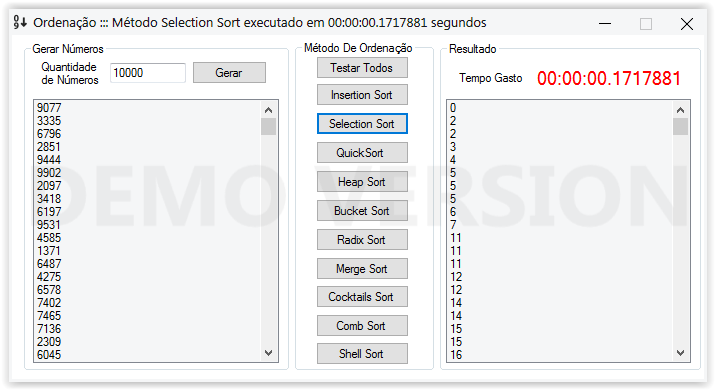 Ordenação ::: Método Selection Sort executado em 00:00:00.1717881 segundos
Gerar Números
Quantidade
de Números
10000
Gerar
9077
3335
6796
2851
9444
9902
2097
3418
6197
9531
4585
1371
6487
4275
6578
7402
7465
7136
2309
6045
Método De Ordenação
Testar Todos
Insertion Sort
Selection Sort
QuickSort
Heap Sort
Bucket Sort
Radix Sort
Merge Sort
Cocktails Sort
Comb Sort
Shell Sort
Resultado
Tempo Gasto
00:00:00.1717881
0
2
2
3
4
5
5
5
6
7
11
11
11
12
12
14
14
15
15
16
DEMO VERSION